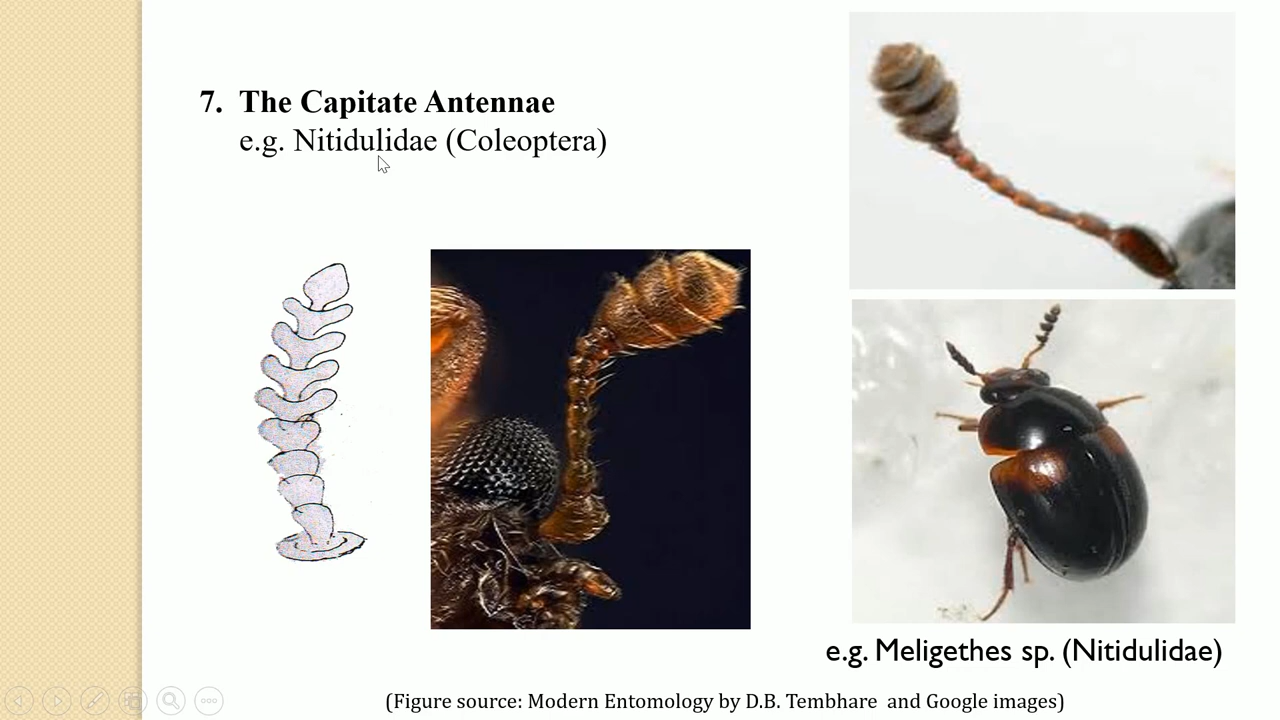 7. The Capitate Antennae
e.g. Nitidulidae (Coleoptera)
e.g. Meligethes sp. (Nitidulidae)
(Figure source: Modern Entomology by D.B. Tembhare and Google images)